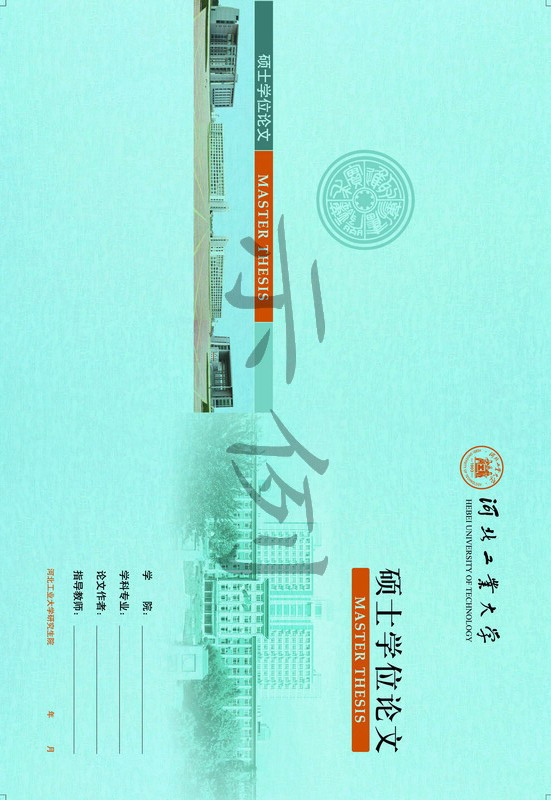 硕士学位论文
MASTER THESIS
河北工业大学
HEBEI UNIVERSITY OF TECHNOLOGY
硕士学位论文
MASTER THESIS
学 院：
学科专业：
论文作者：
指导教师：
河北工业大学研究生院 年 月
示例